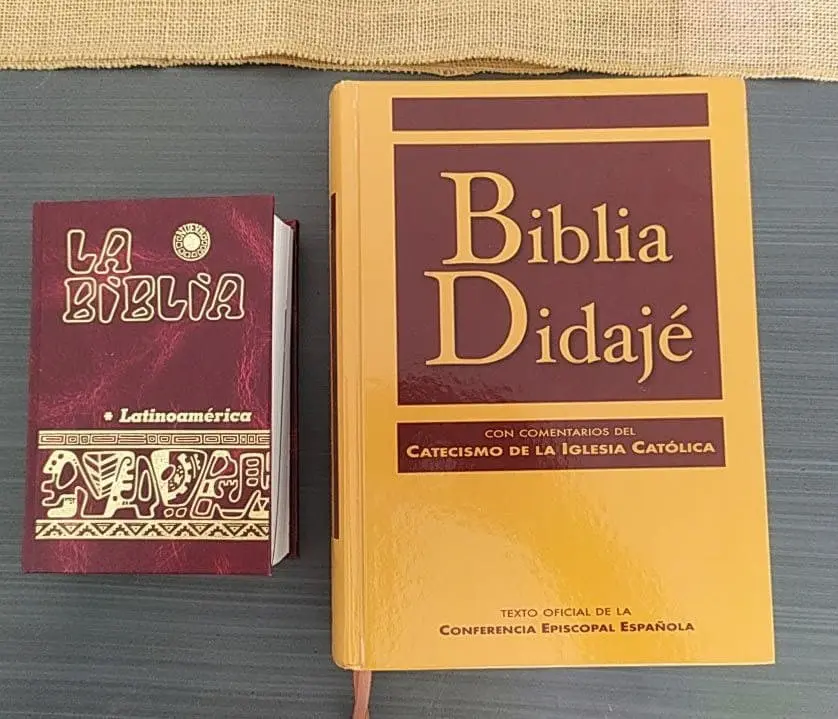 LA
BIBLIA
NUEVA
* Latinoamérica
Biblia
Didajé
CON COMENTARIOS DEL
CATECISMO DE LA IGLESIA CATÓLICA
TEXTO OFICIAL DE LA
CONFERENCIA EPISCOPAL ESPAÑOLA